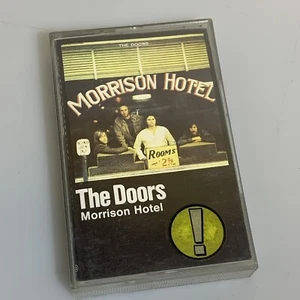 THE DOORS
MORRISON HOTEL
ROOMS
The Doors
Morrison Hotel
!